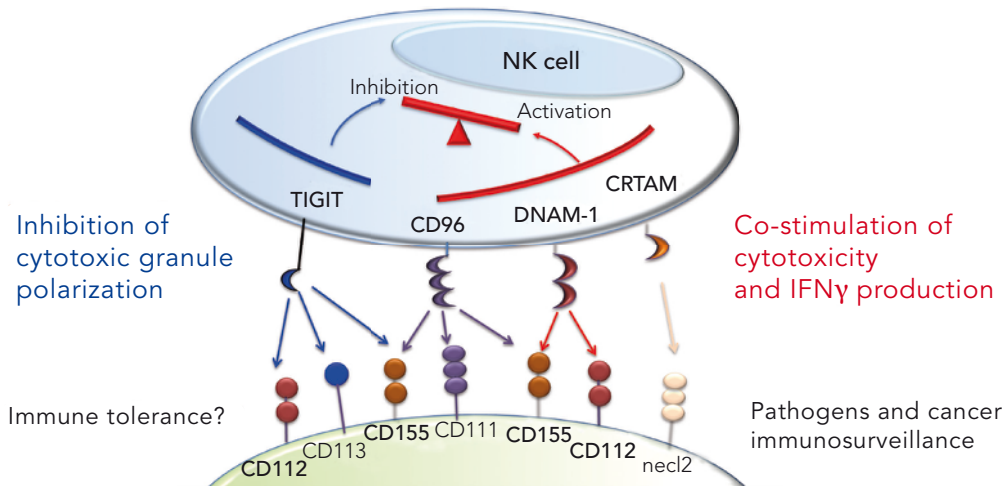 NK cell
Inhibition
Activation
TIGIT
CD96
DNAM-1
CRTAM
Inhibition of
cytotoxic granule
polarization
Co-stimulation of
cytotoxicity
and IFNγ production
Immune tolerance?
CD112
CD113
CD155
CD111
CD155
CD112
necl2
Pathogens and cancer
immunosurveillance